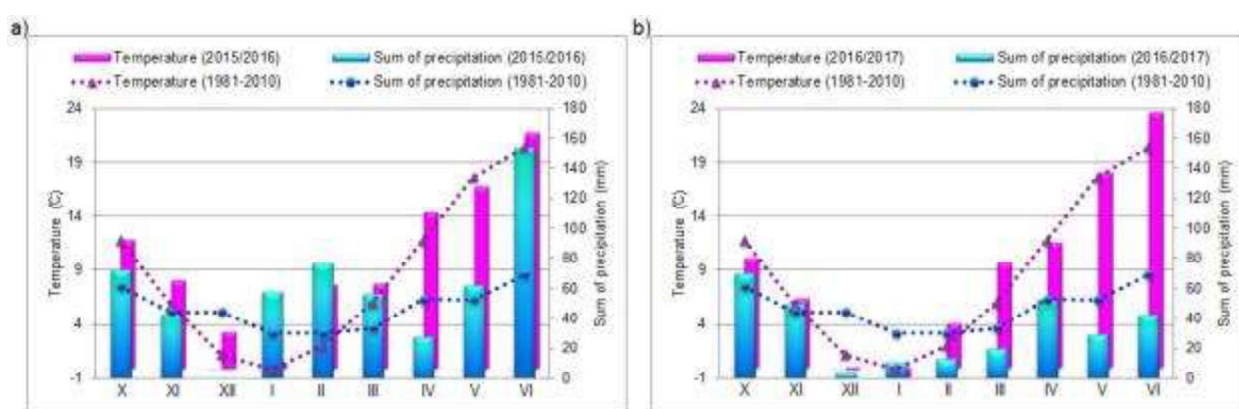 a)
Temperature (2015/2016) Sum of precipitation (2015/2016)
Temperature (1981-2010) Sum of precipitation (1981-2010)
24 19 14 9 4 -1
Temperature (C)
180 160 140 120 100 80 60 40 20 0
Sum of precipitation (mm)
X XI XII I II III IV V VI
b)
Temperature (2016/2017) Sum of precipitation (2016/2017)
Temperature (1981-2010) Sum of precipitation (1981-2010)
24 19 14 9 4 -1
Temperature (C)
180 160 140 120 100 80 60 40 20 0
Sum of precipitation (mm)
X XI XII I II III IV V VI